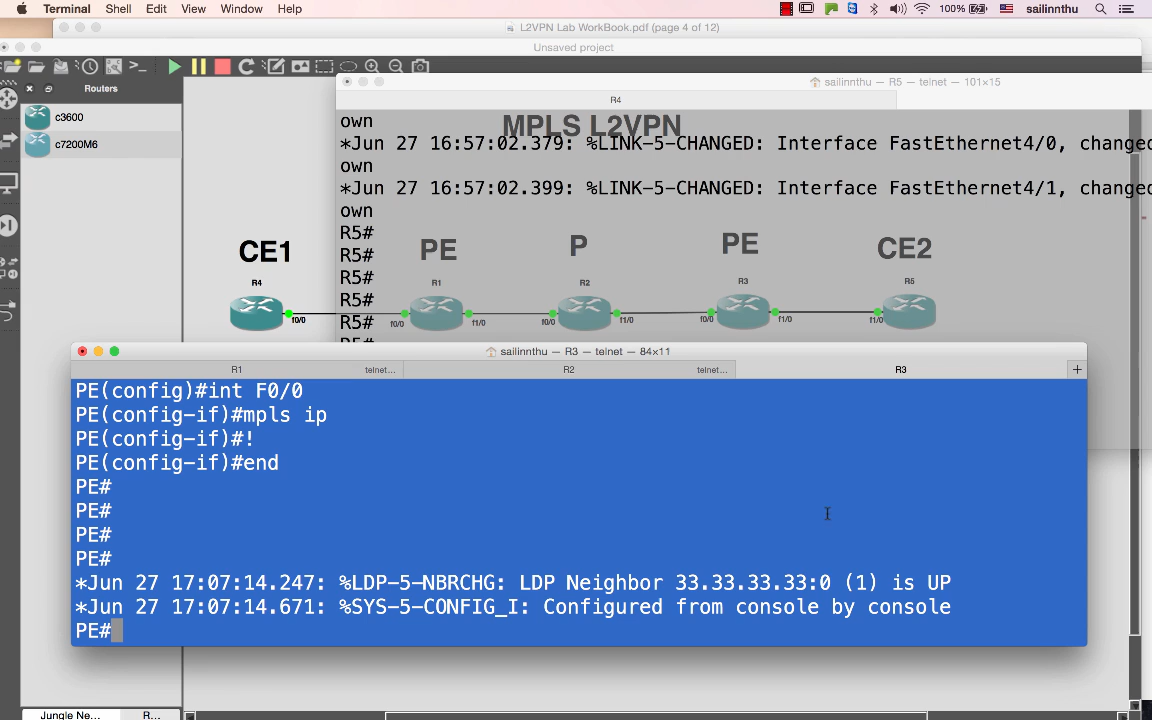 Terminal Shell Edit View Window Help 100% sailinnthu
L2VPN Lab WorkBook.pdf (page 4 of 12)
Unsaved project
Routers
c3600
c7200M6
sailinnthu — R5 — telnet — 101×15
R4
own
MPLS L2VPN
*Jun 27 16:57:02.379: %LINK-5-CHANGED: Interface FastEthernet4/0, changed
own
*Jun 27 16:57:02.399: %LINK-5-CHANGED: Interface FastEthernet4/1, changed
own
R5#
R5#
R5#
R5#
R5#
CE1 PE P PE CE2
R4 R1 R2 R3 R5
f0/0 f0/0 f1/0 f0/0 f1/0 f0/0 f1/0 f1/0
sailinnthu — R3 — telnet — 84×11
R1 telnet... R2 telnet... R3
PE(config)#int F0/0
PE(config-if)#mpls ip
PE(config-if)#!
PE(config-if)#end
PE#
PE#
PE#
PE#
*Jun 27 17:07:14.247: %LDP-5-NBRCHG: LDP Neighbor 33.33.33.33:0 (1) is UP
*Jun 27 17:07:14.671: %SYS-5-CONFIG_I: Configured from console by console
PE#
Jungle Ne... R...